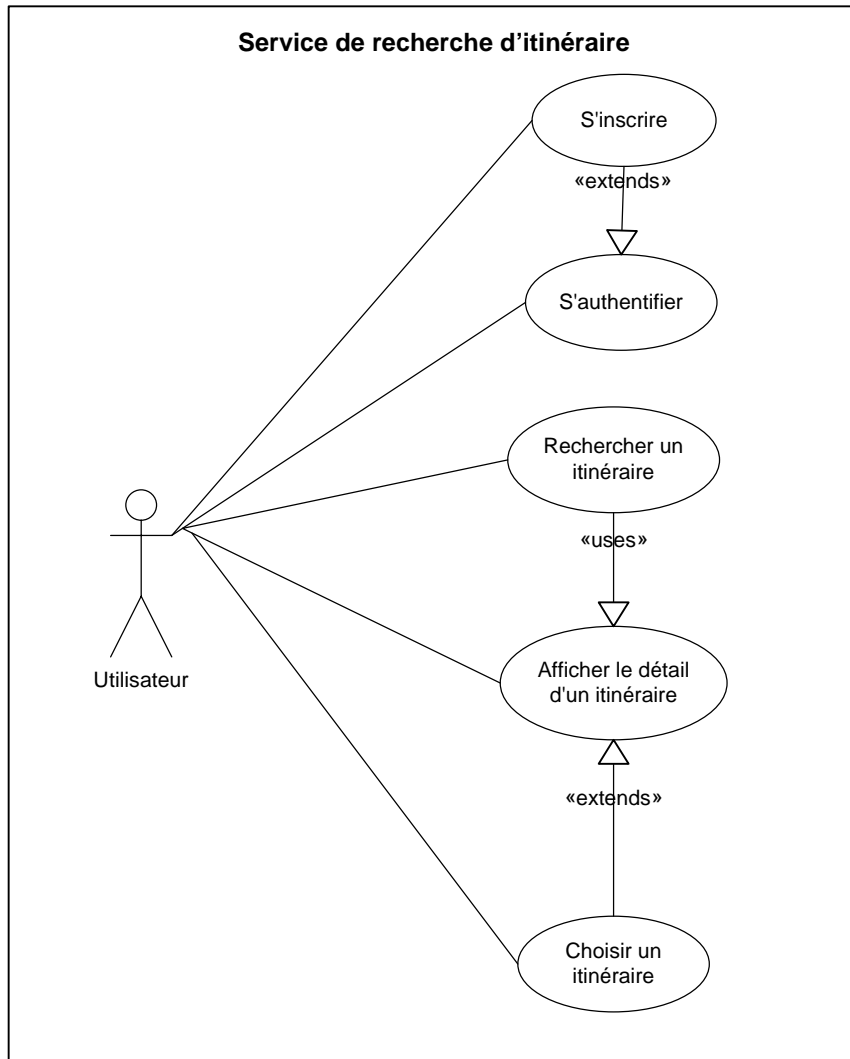 Service de recherche d’itinéraire
S'inscrire
«extends»
S'authentifier
Rechercher un
itinéraire
«uses»
Utilisateur
Afficher le détail
d'un itinéraire
«extends»
Choisir un
itinéraire